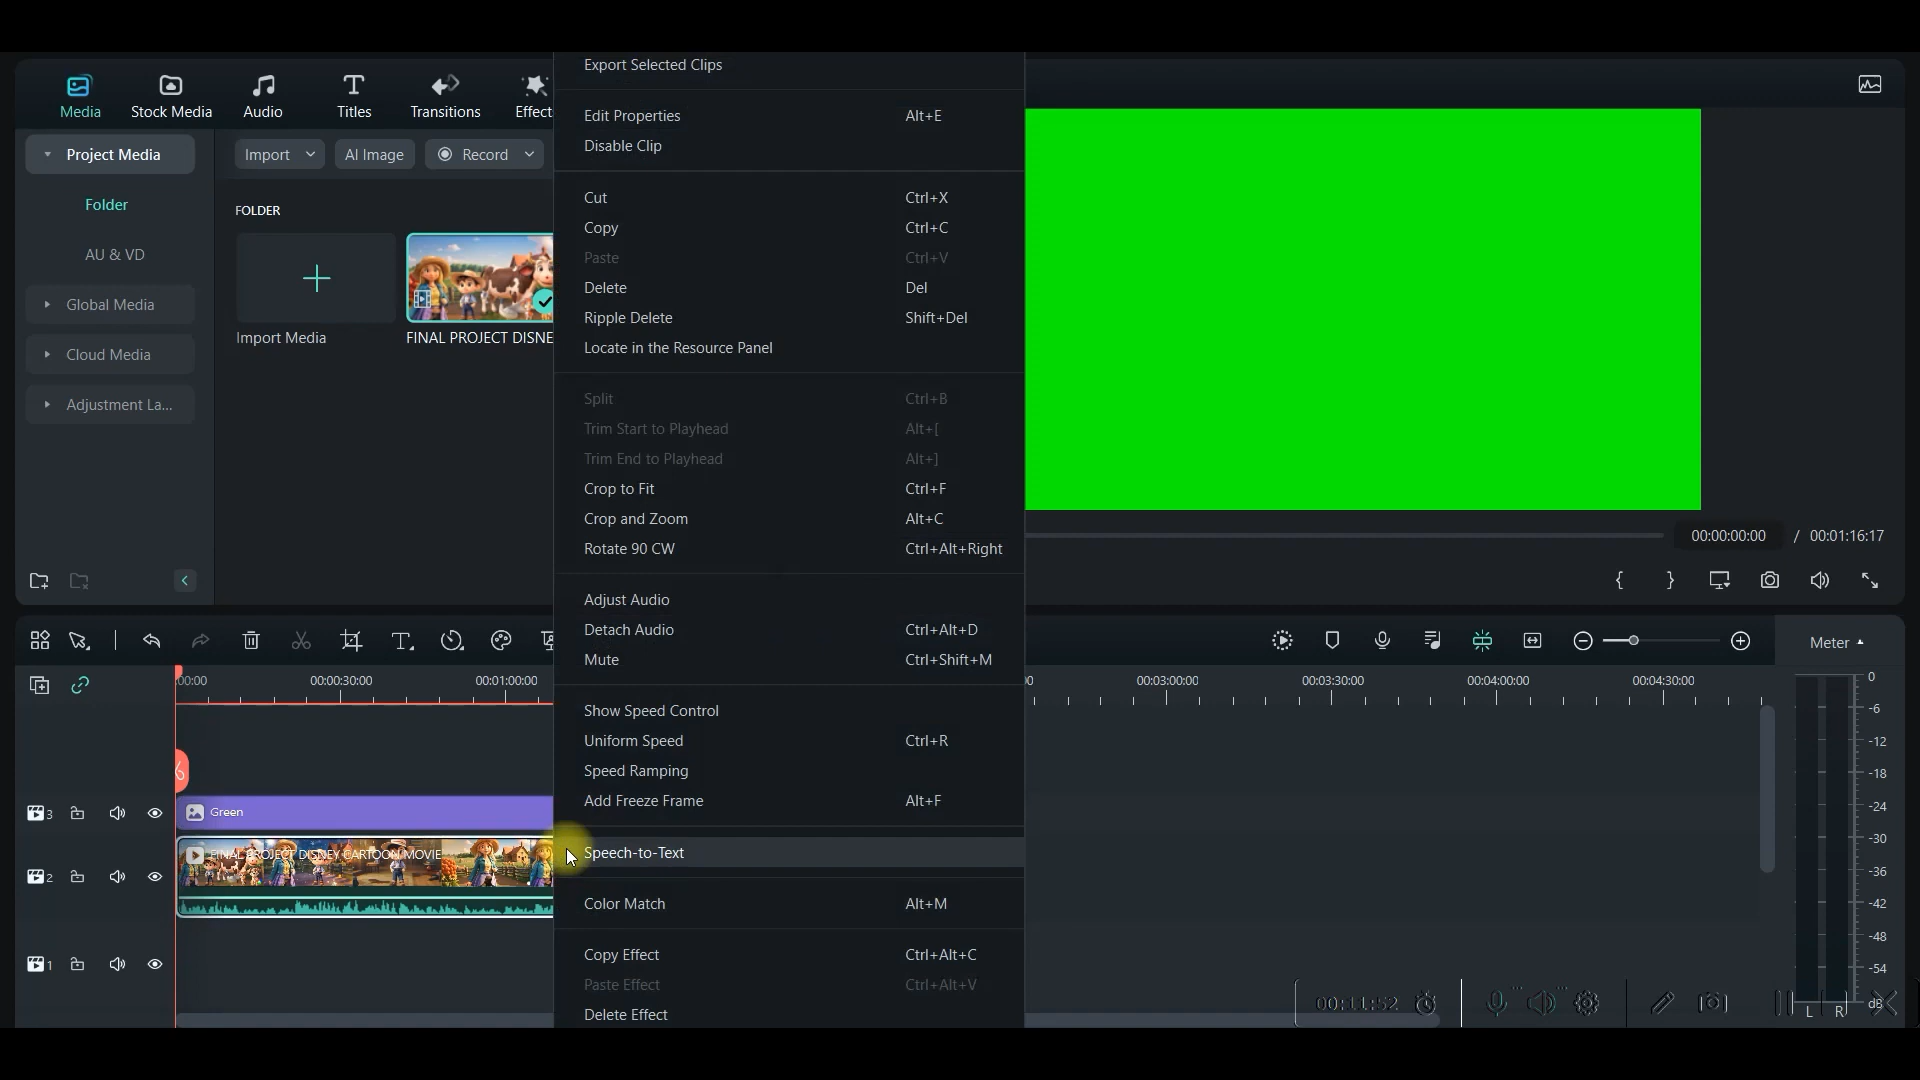 Media
Stock Media
Audio
Titles
Transitions
Effect
Project Media
Folder
AU & VD
Global Media
Cloud Media
Adjustment La...
Import
AI Image
Record
FOLDER
Import Media
FINAL PROJECT DISNE
Export Selected Clips
Edit Properties Alt+E
Disable Clip
Cut Ctrl+X
Copy Ctrl+C
Paste Ctrl+V
Delete Del
Ripple Delete Shift+Del
Locate in the Resource Panel
Split Ctrl+B
Trim Start to Playhead Alt+[
Trim End to Playhead Alt+]
Crop to Fit Ctrl+F
Crop and Zoom Alt+C
Rotate 90 CW Ctrl+Alt+Right
Adjust Audio
Detach Audio Ctrl+Alt+D
Mute Ctrl+Shift+M
Show Speed Control
Uniform Speed Ctrl+R
Speed Ramping
Add Freeze Frame Alt+F
Speech-to-Text
Color Match Alt+M
Copy Effect Ctrl+Alt+C
Paste Effect Ctrl+Alt+V
Delete Effect
00:00:00:00 / 00:01:16:17
{ }
Meter
:00:00 00:00:30:00 00:01:00:00 0 00:03:00:00 00:03:30:00 00:04:00:00 00:04:30:00
3
Green
2
FINAL PROJECT DISNEY CARTOON MOVIE
1
0
-6
-12
-18
-24
-30
-36
-42
-48
-54
dB
L R
00:11:52